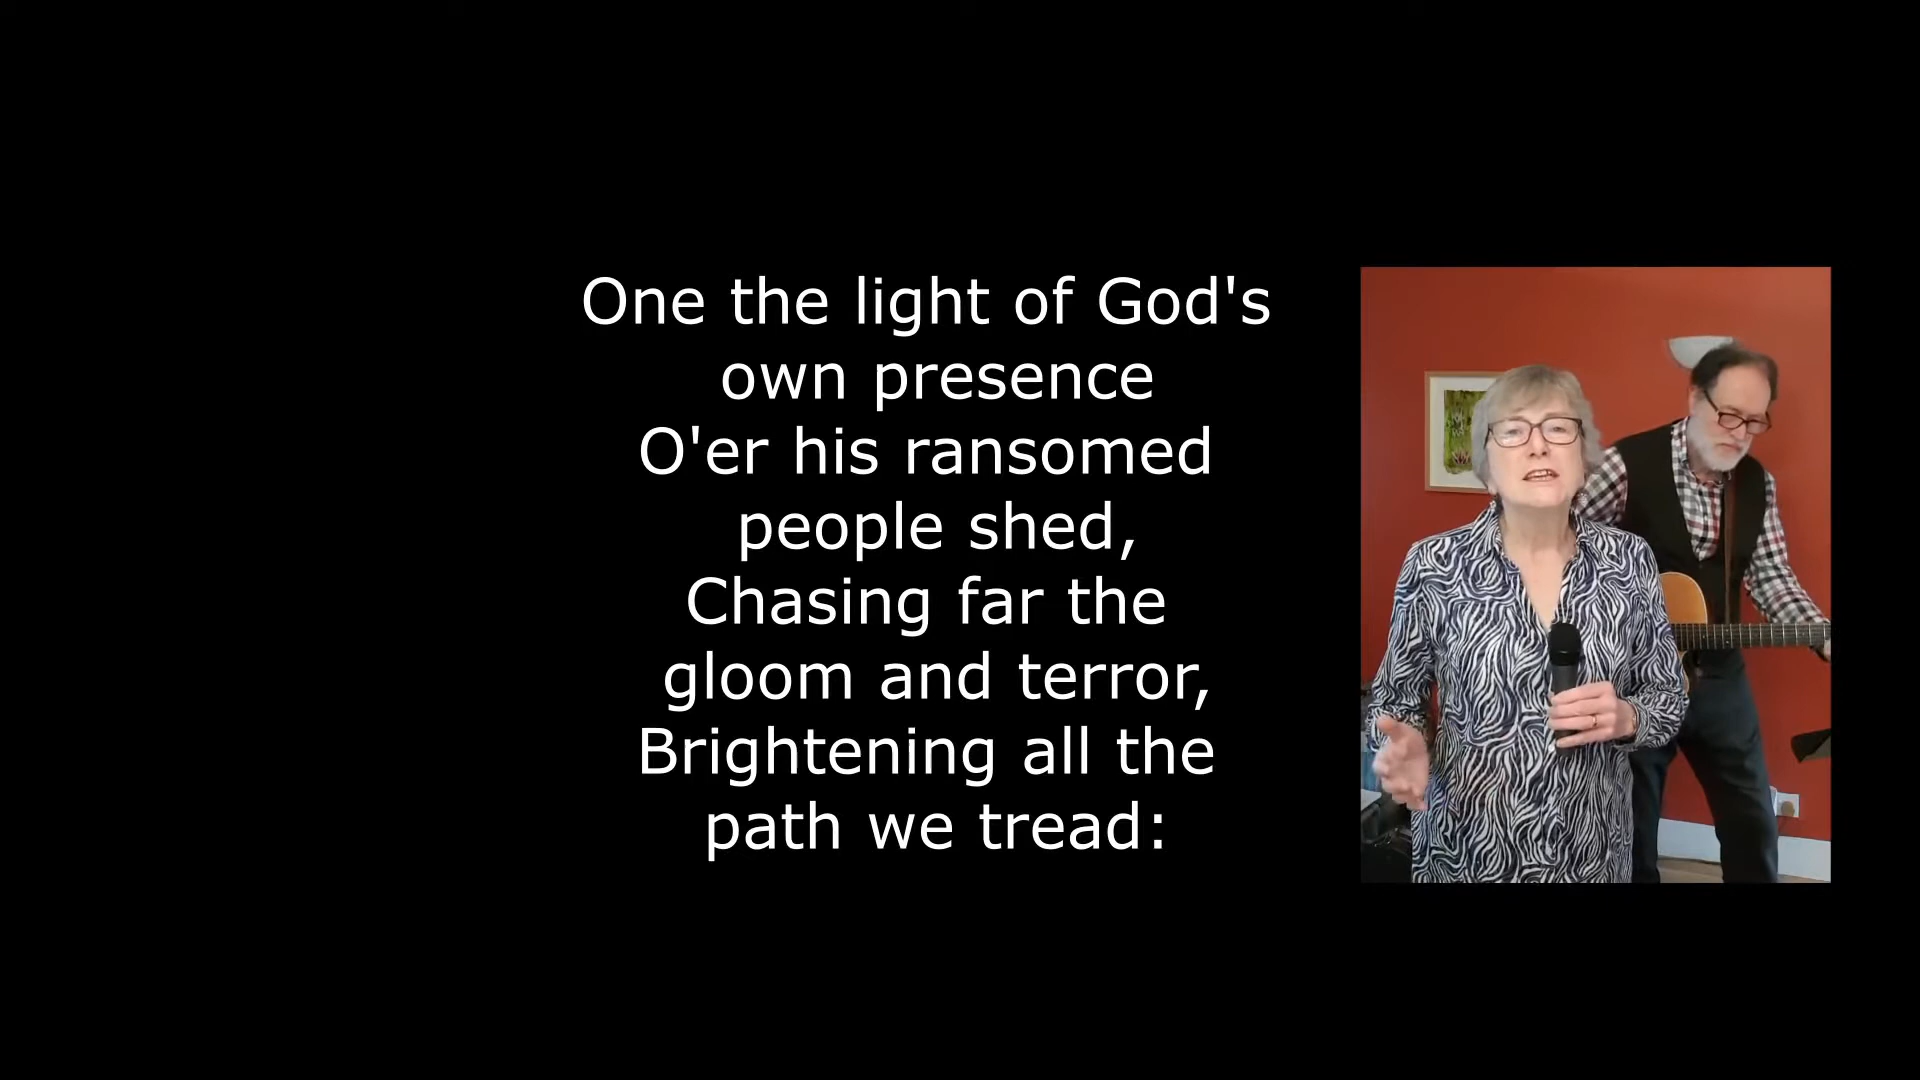 One the light of God's
own presence
O'er his ransomed
people shed,
Chasing far the
gloom and terror,
Brightening all the
path we tread: